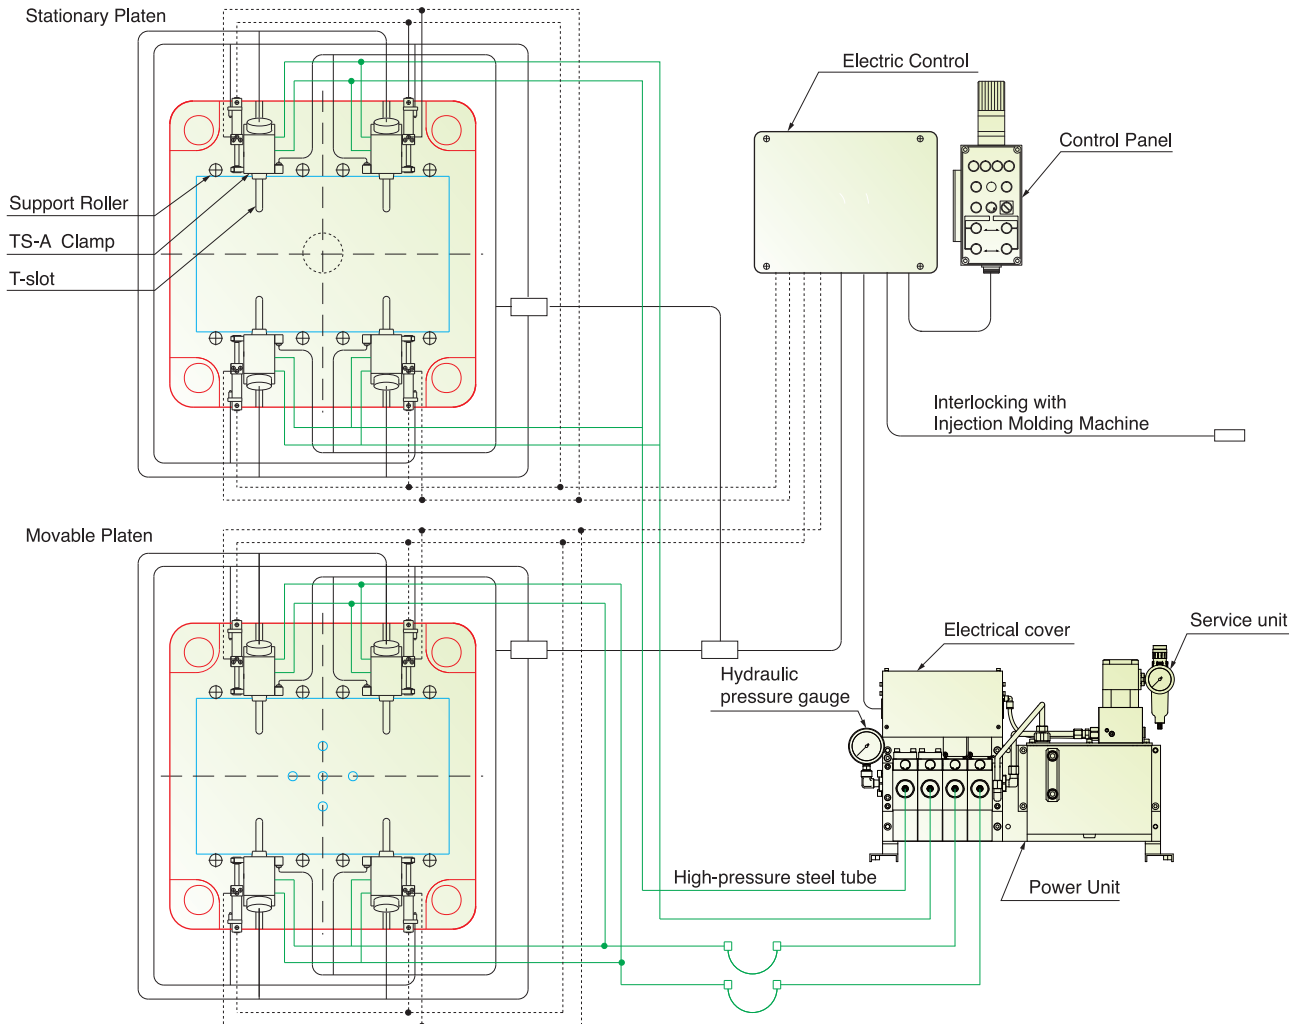 Stationary Platen
Electric Control
Control Panel
Support Roller
TS-A Clamp
T-slot
Interlocking with
Injection Molding Machine
Movable Platen
Service unit
Electrical cover
Hydraulic
pressure gauge
High-pressure steel tube
Power Unit